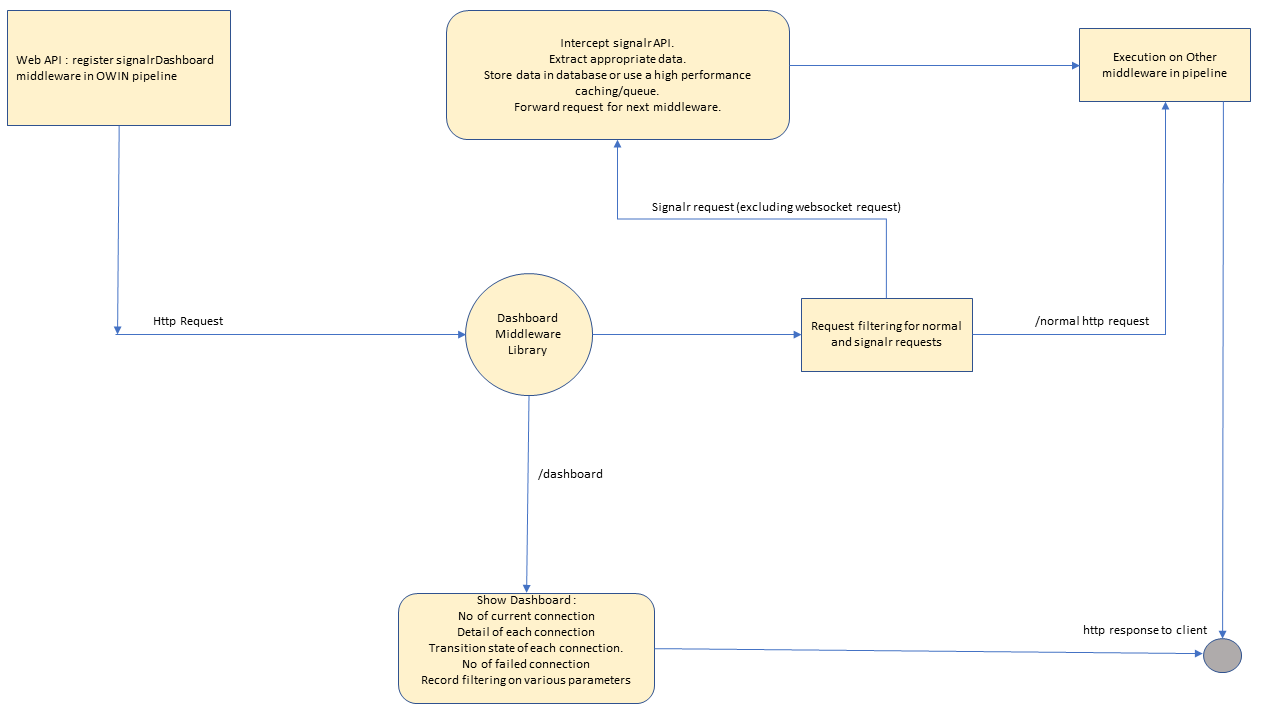 Web API : register signalrDashboard
middleware in OWIN pipeline
Intercept signalr API.
Extract appropriate data.
Store data in database or use a high performance
caching/queue.
Forward request for next middleware.
Execution on Other
middleware in pipeline
Signalr request (excluding websocket request)
Http Request
Dashboard
Middleware
Library
Request filtering for normal
and signalr requests
/normal http request
/dashboard
Show Dashboard :
No of current connection
Detail of each connection
Transition state of each connection.
No of failed connection
Record filtering on various parameters
http response to client